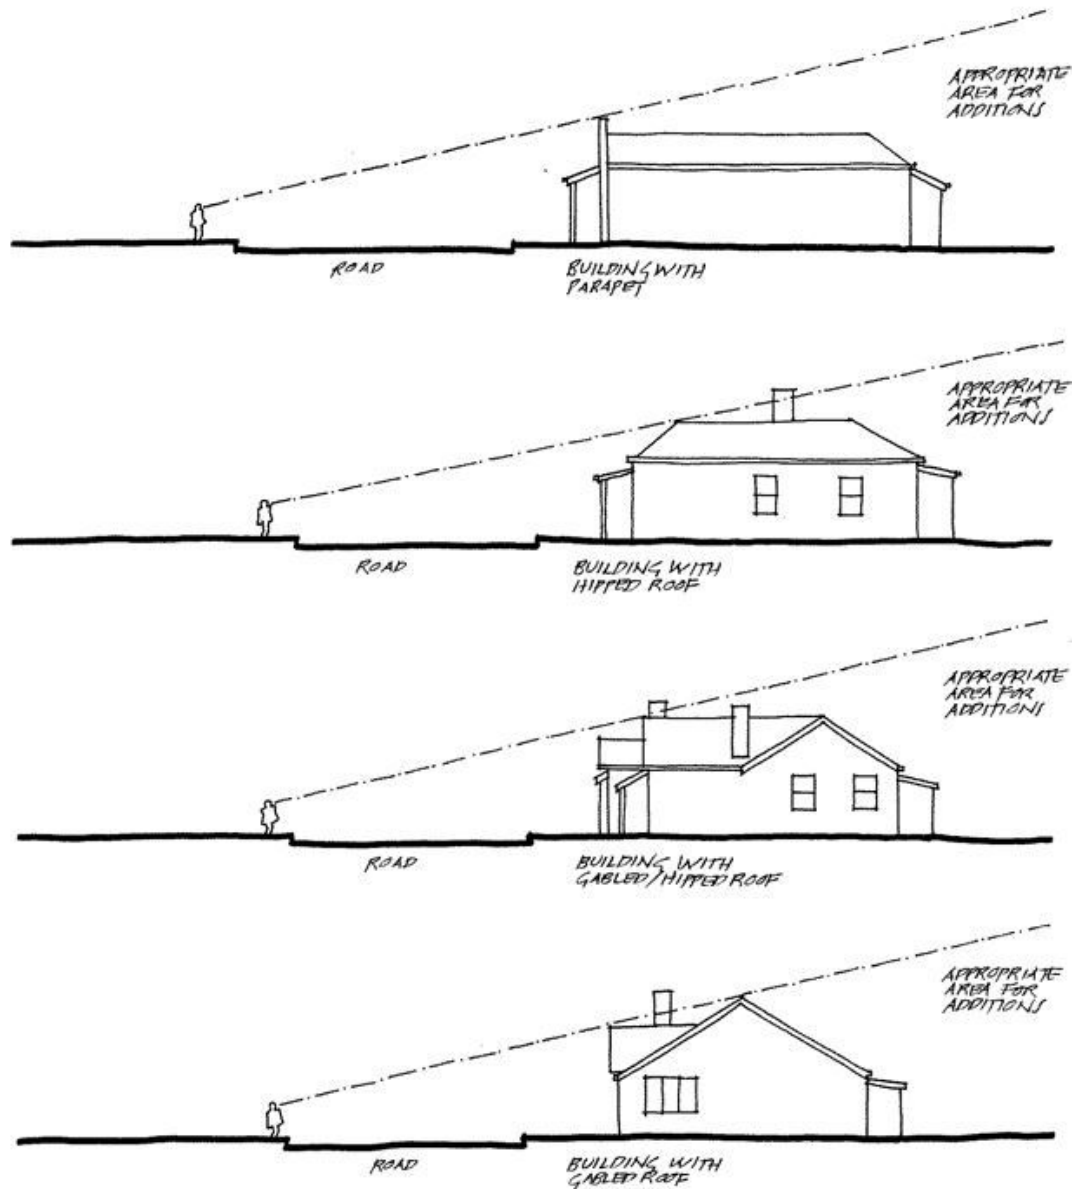 APPROPRIATE
AREA FOR
ADDITIONS
ROAD
BUILDING WITH
PARAPET
APPROPRIATE
AREA FOR
ADDITIONS
ROAD
BUILDING WITH
HIPPED ROOF
APPROPRIATE
AREA FOR
ADDITIONS
ROAD
BUILDING WITH
GABLED/HIPPED ROOF
APPROPRIATE
AREA FOR
ADDITIONS
ROAD
BUILDING WITH
GABLED ROOF